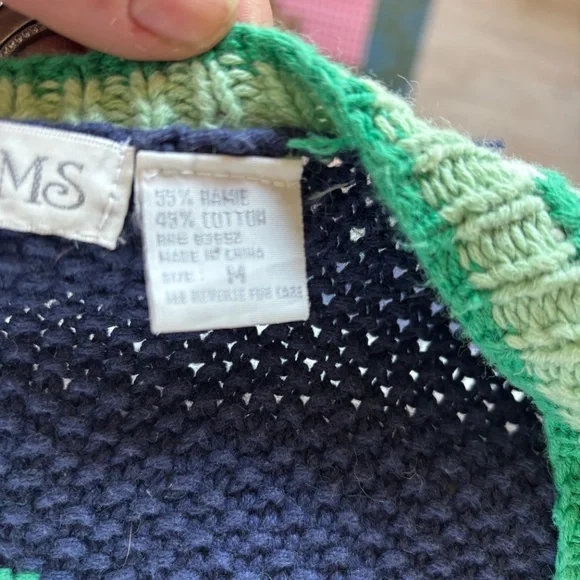 MS
55% RAMIE
45% COTTON
RN# 83652
MADE IN CHINA
SIZE: M
SEE REVERSE FOR CARE